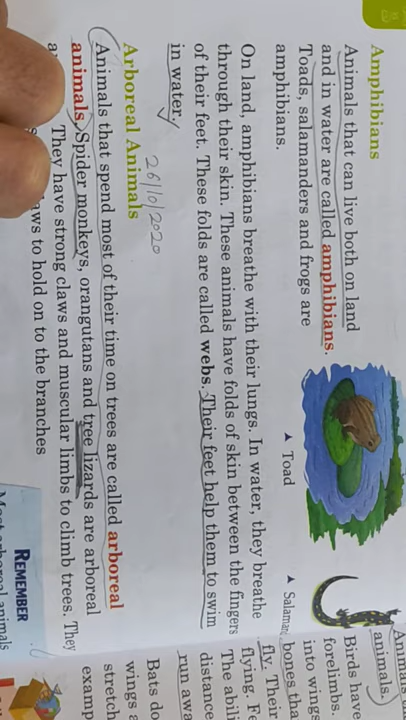 Amphibians
Animals that can live both on land
and in water are called amphibians.
Toads, salamanders and frogs are
amphibians.
▲ Toad
▲ Salaman
On land, amphibians breathe with their lungs. In water, they breathe
through their skin. These animals have folds of skin between the fingers
of their feet. These folds are called webs. Their feet help them to swim
in water.
26/10/2020
Arboreal Animals
Animals that spend most of their time on trees are called arboreal
animals. Spider monkeys, orangutans and tree lizards are arboreal
They have strong claws and muscular limbs to climb trees. They
aws to hold on to the branches
REMEMBER
Most arboreal animals
animals.
Birds have
forelimbs.
into wings
bones tha
fly. Their
flying. Fe
The abili
distance
run awa
Bats do
wings a
stretch
examp